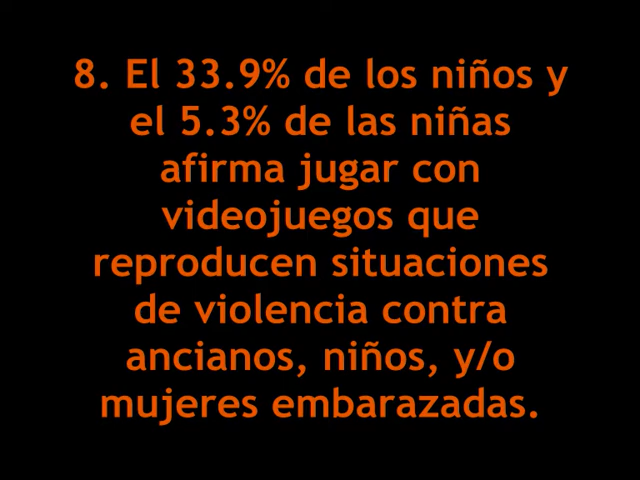 8. El 33.9% de los niños y
el 5.3% de las niñas
afirma jugar con
videojuegos que
reproducen situaciones
de violencia contra
ancianos, niños, y/o
mujeres embarazadas.